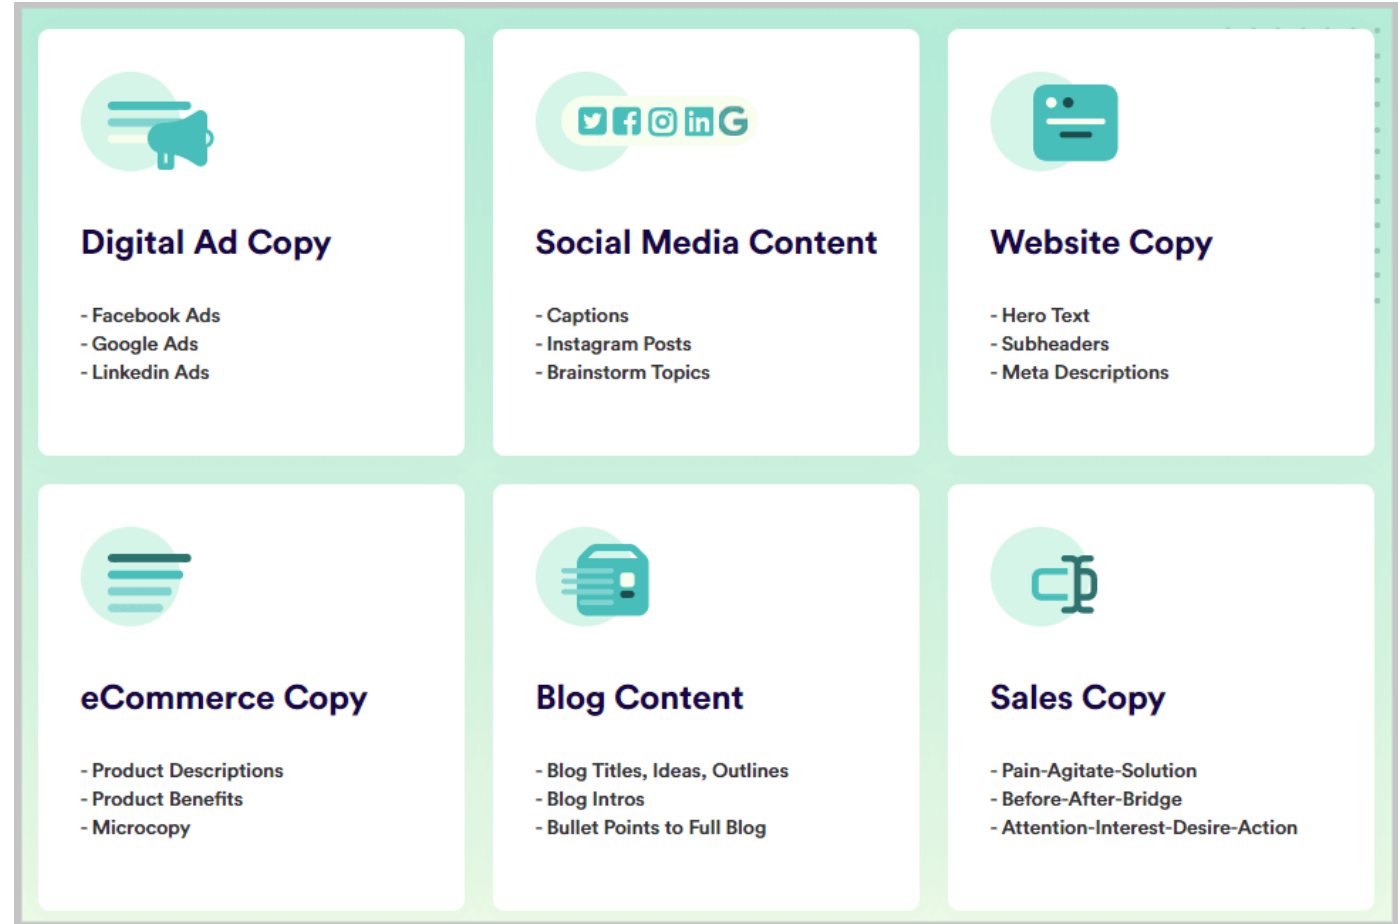 Digital Ad Copy
- Facebook Ads
- Google Ads
- Linkedin Ads
Social Media Content
- Captions
- Instagram Posts
- Brainstorm Topics
Website Copy
- Hero Text
- Subheaders
- Meta Descriptions
eCommerce Copy
- Product Descriptions
- Product Benefits
- Microcopy
Blog Content
- Blog Titles, Ideas, Outlines
- Blog Intros
- Bullet Points to Full Blog
Sales Copy
- Pain-Agitate-Solution
- Before-After-Bridge
- Attention-Interest-Desire-Action